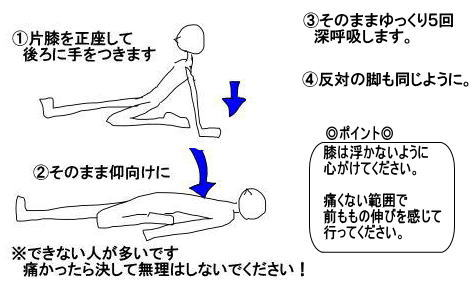 ①片膝を正座して
後ろに手をつきます
②そのまま仰向けに
※できない人が多いです
痛かったら決して無理はしないでください!
③そのままゆっくり5回
深呼吸します。
④反対の脚も同じように。
◎ポイント◎
膝は浮かないように
心がけてください。
痛くない範囲で
前ももの伸びを感じて
行ってください。